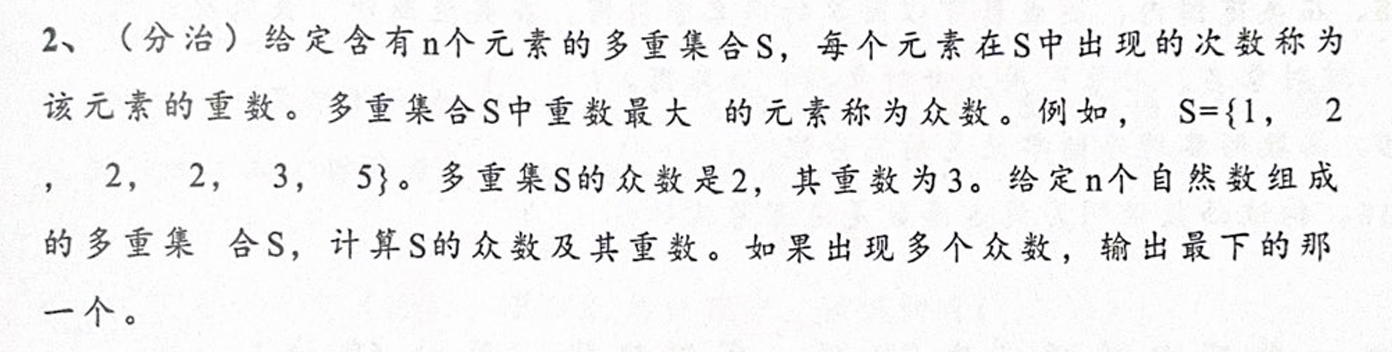 2、（分治）给定含有n个元素的多重集合S，每个元素在S中出现的次数称为
该元素的重数。多重集合S中重数最大 的元素称为众数。例如， S={1， 2
， 2， 2， 3， 5}。多重集S的众数是2，其重数为3。给定n个自然数组成
的多重集 合S，计算S的众数及其重数。如果出现多个众数，输出最下的那
一个。